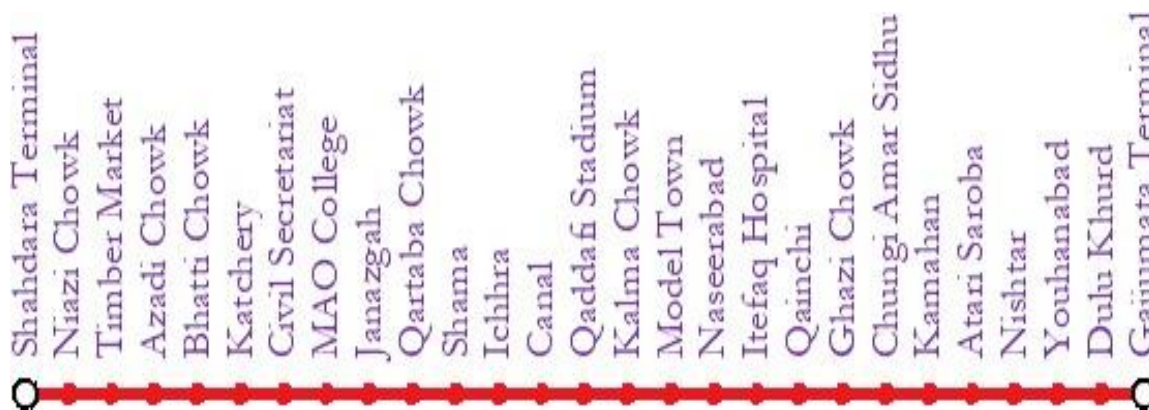 Shahdara Terminal
Niazi Chowk
Timber Market
Azadi Chowk
Bhatti Chowk
Katchery
Civil Secretariat
MAO College
Janazgah
Qartaba Chowk
Shama
Ichhra
Canal
Qaddafi Stadium
Kalma Chowk
Model Town
Naseerabad
Itefaq Hospital
Qainchi
Ghazi Chowk
Chungi Amar Sidhu
Kamahan
Atari Saroba
Nishtar
Youhanabad
Dulu Khurd
Gajjumata Terminal